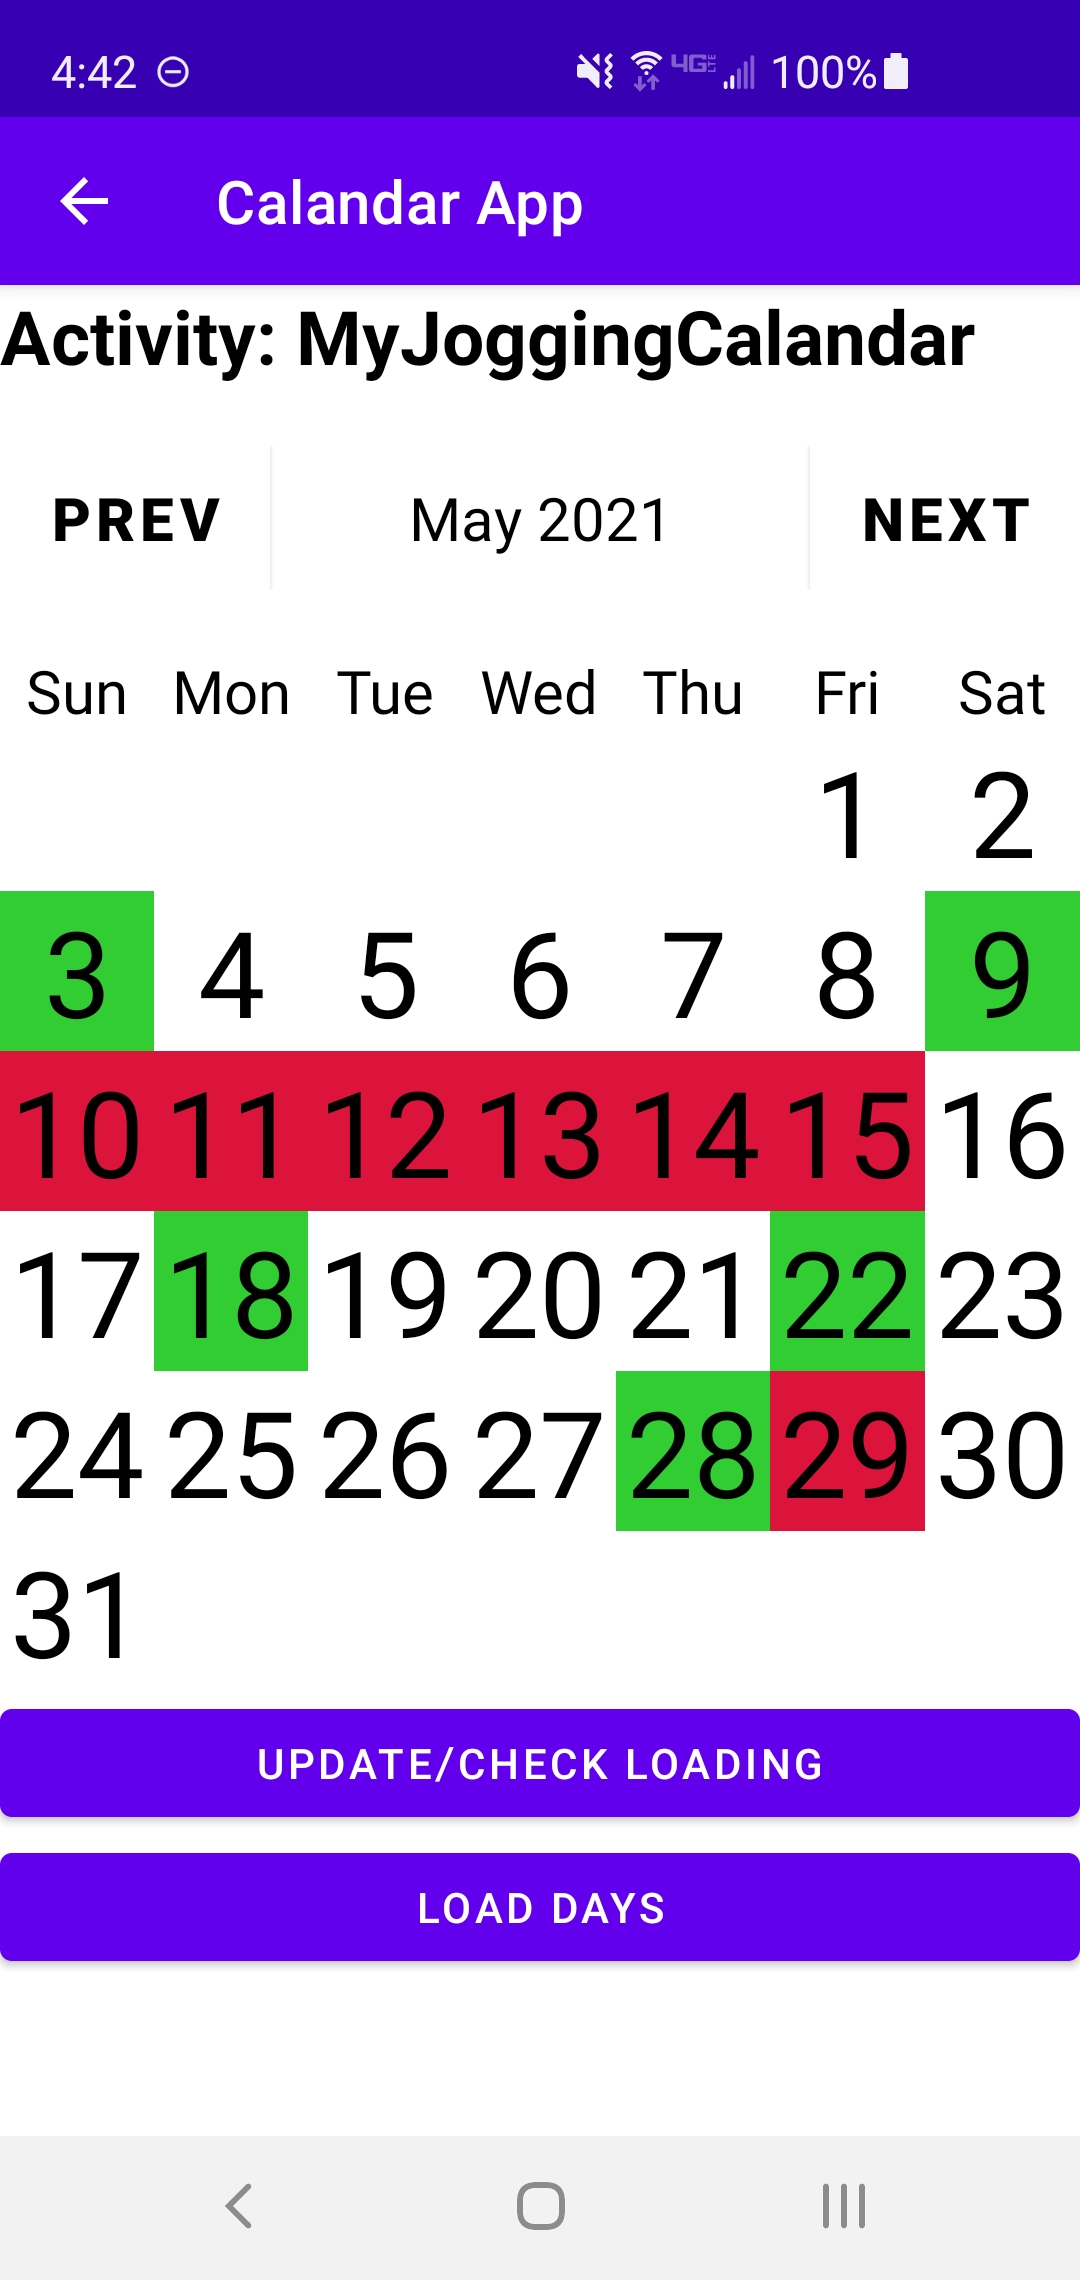 4:42 4G LTE 100%
Calandar App
Activity: MyJoggingCalandar
PREV May 2021 NEXT
Sun Mon Tue Wed Thu Fri Sat
1 2
3 4 5 6 7 8 9
10 11 12 13 14 15 16
17 18 19 20 21 22 23
24 25 26 27 28 29 30
31
UPDATE/CHECK LOADING
LOAD DAYS